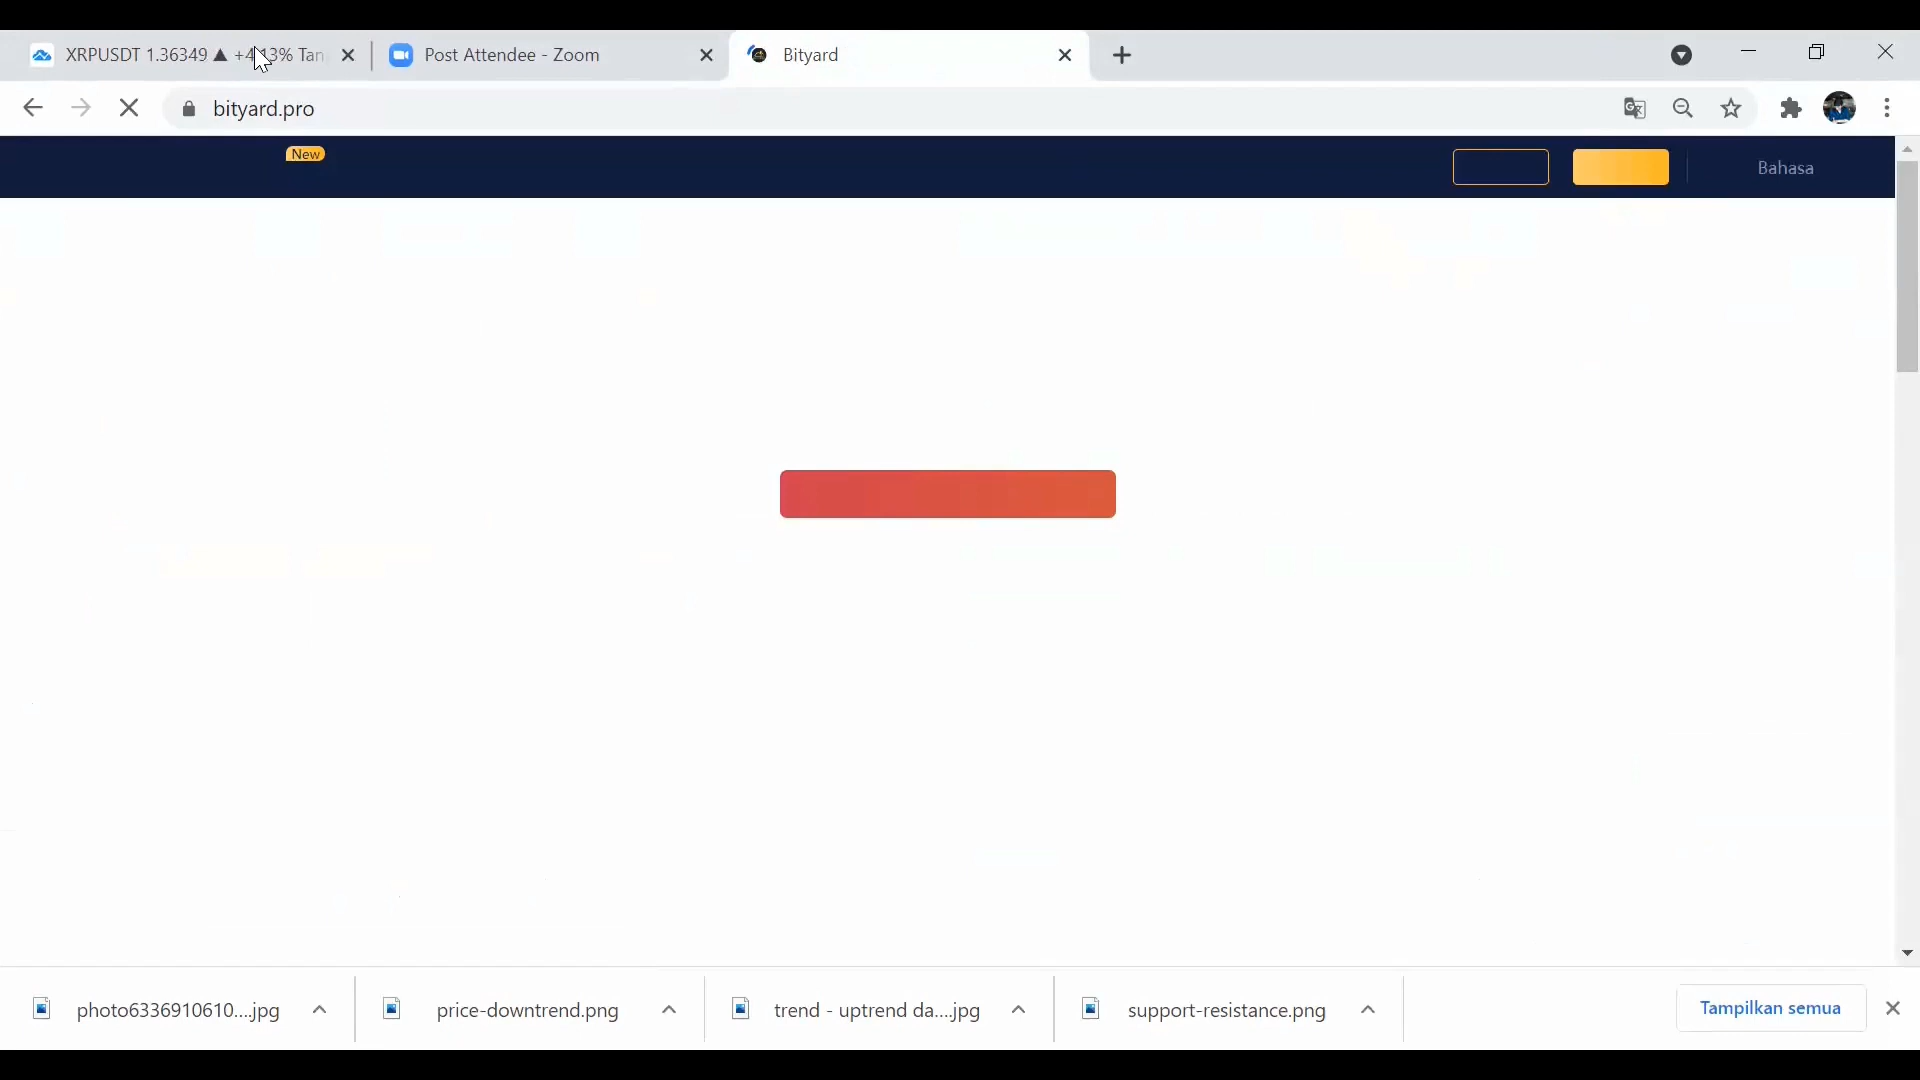 XRPUSDT 1.36349 ▲ +4.13% Tan
Post Attendee - Zoom
Bityard
bityard.pro
New
Bahasa
photo6336910610....jpg
price-downtrend.png
trend - uptrend da....jpg
support-resistance.png
Tampilkan semua